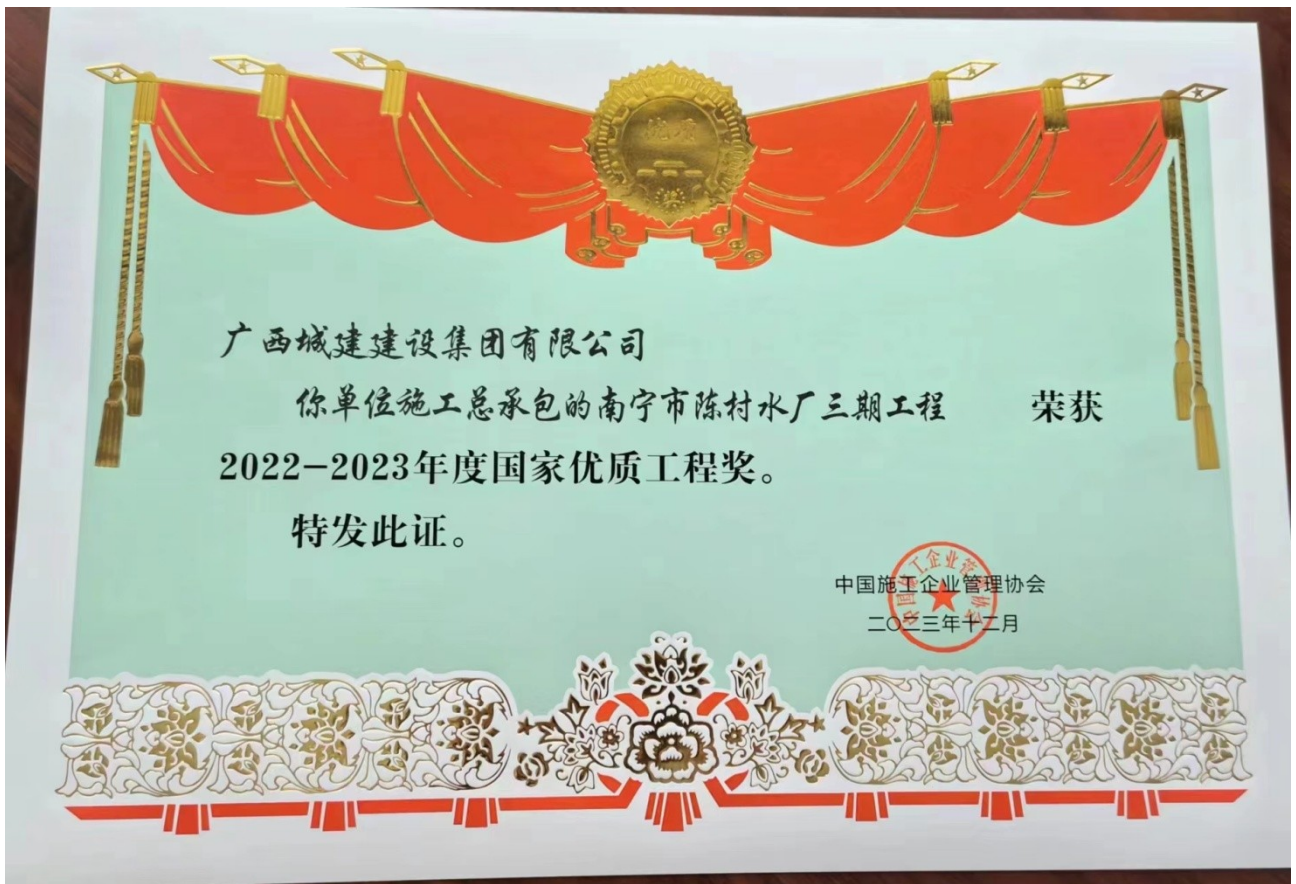 广西城建建设集团有限公司
你单位施工总承包的南宁市陈村水厂三期工程 荣获
2022-2023年度国家优质工程奖。
特发此证。
中国施工企业管理协会
二〇二三年十二月